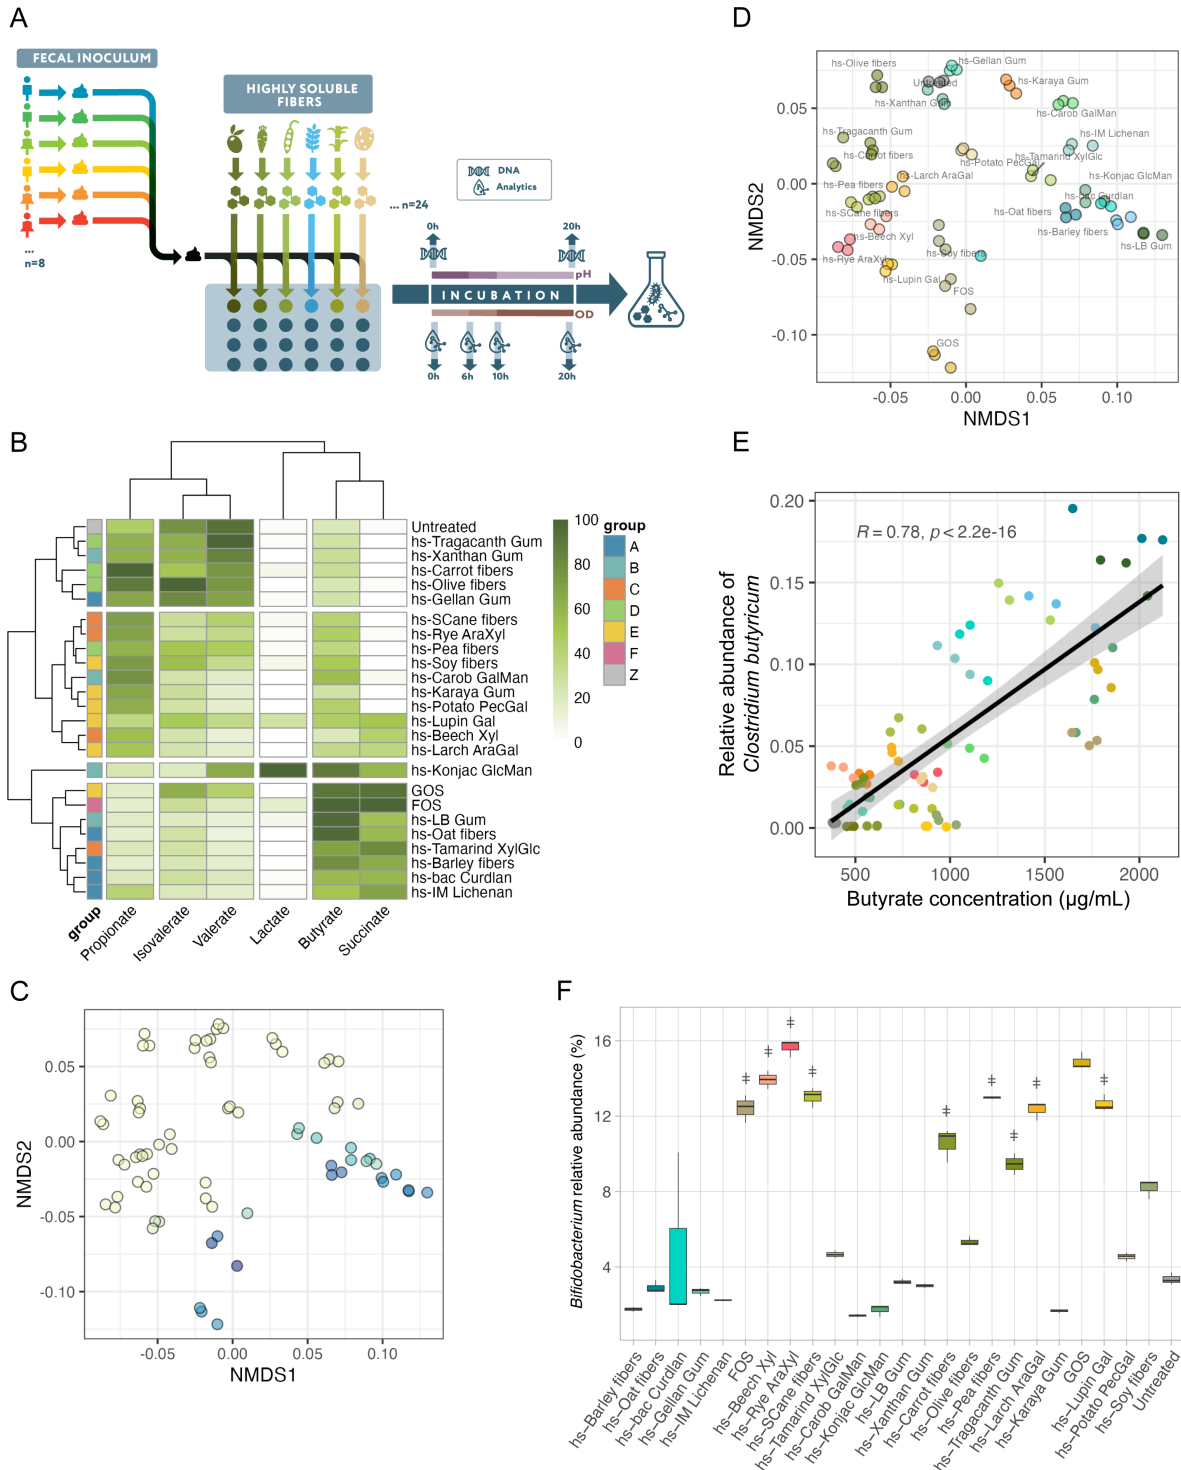 A
FECAL INOCULUM
...
n=8
HIGHLY SOLUBLE
FIBERS
... n=24
DNA
Analytics
0h
20h
pH
INCUBATION
OD
0h
6h
10h
20h
B
Untreated
hs-Tragacanth Gum
hs-Xanthan Gum
hs-Carrot fibers
hs-Olive fibers
hs-Gellan Gum
hs-SCane fibers
hs-Rye AraXyl
hs-Pea fibers
hs-Soy fibers
hs-Carob GalMan
hs-Karaya Gum
hs-Potato PecGal
hs-Lupin Gal
hs-Beech Xyl
hs-Larch AraGal
hs-Konjac GlcMan
GOS
FOS
hs-LB Gum
hs-Oat fibers
hs-Tamarind XylGlc
hs-Barley fibers
hs-bac Curdlan
hs-IM Lichenan
group
Propionate
Isovalerate
Valerate
Lactate
Butyrate
Succinate
100
80
60
40
20
0
group
A
B
C
D
E
F
Z
C
0.05
0.00
-0.05
-0.10
NMDS2
-0.05
0.00
0.05
0.10
NMDS1
D
hs-Olive fibers
hs-Gellan Gum
Untreated
hs-Karaya Gum
hs-Xanthan Gum
hs-Carob GalMan
hs-Tragacanth Gum
hs-IM Lichenan
hs-Carrot fibers
hs-Potato PecGal
hs-Tamarind XylGlc
hs-Larch AraGal
hs-Konjac GlcMan
hs-Pea fibers
hs-bac Curdlan
hs-SCane fibers
hs-Oat fibers
hs-Barley fibers
hs-Beech Xyl
hs-LB Gum
hs-Soy fibers
hs-Rye AraXyl
hs-Lupin Gal
FOS
GOS
0.05
0.00
-0.05
-0.10
NMDS2
-0.05
0.00
0.05
0.10
NMDS1
E
R = 0.78, p < 2.2e-16
0.20
0.15
0.10
0.05
0.00
Relative abundance of
Clostridium butyricum
500
1000
1500
2000
Butyrate concentration (µg/mL)
F
16
12
8
4
Bifidobacterium relative abundance (%)
‡
‡
‡
‡
‡
‡
‡
‡
‡
hs-Barley fibers
hs-Oat fibers
hs-bac Curdlan
hs-Gellan Gum
hs-IM Lichenan
FOS
hs-Beech Xyl
hs-Rye AraXyl
hs-SCane fibers
hs-Tamarind XylGlc
hs-Carob GalMan
hs-Konjac GlcMan
hs-LB Gum
hs-Xanthan Gum
hs-Carrot fibers
hs-Olive fibers
hs-Pea fibers
hs-Tragacanth Gum
hs-Larch AraGal
hs-Karaya Gum
GOS
hs-Lupin Gal
hs-Potato PecGal
hs-Soy fibers
Untreated